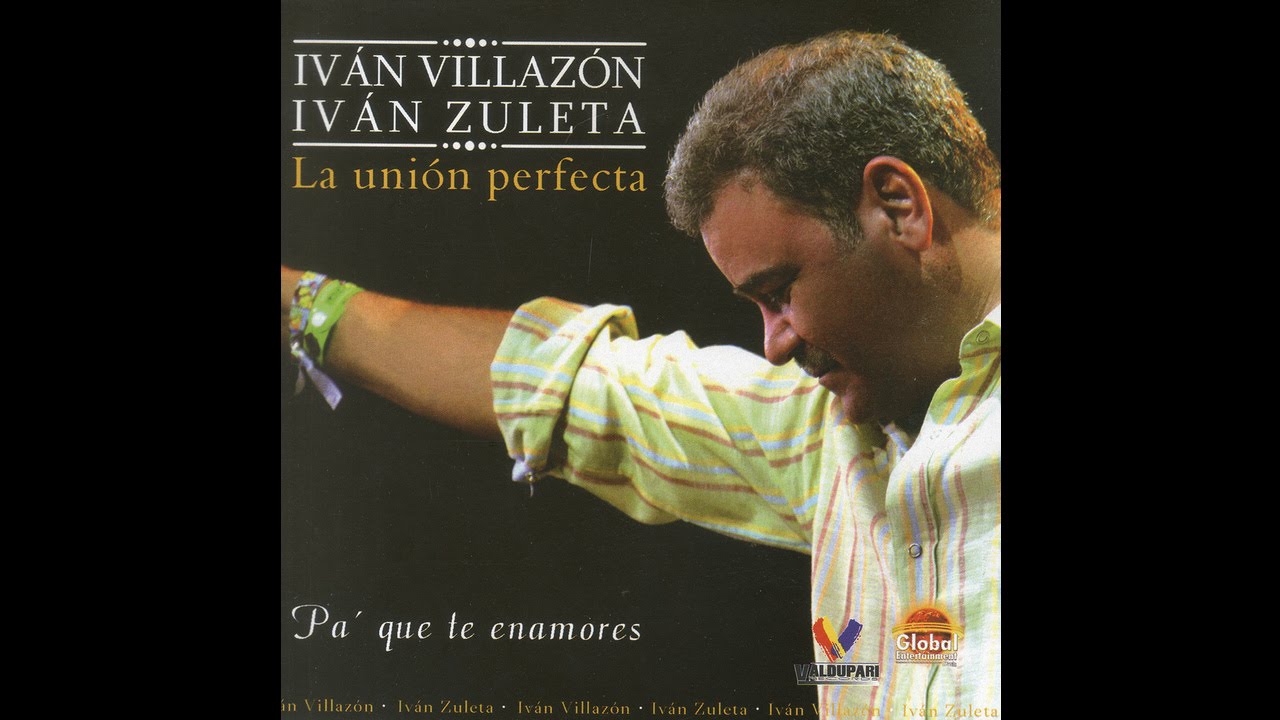 IVÁN VILLAZÓN
IVÁN ZULETA
La unión perfecta
Pa´ que te enamores
VALDUPARI
Global
Entertainment
án Villazón · Iván Zuleta · Iván Villazón · Iván Zuleta · Iván Villazón · Iván Zuleta